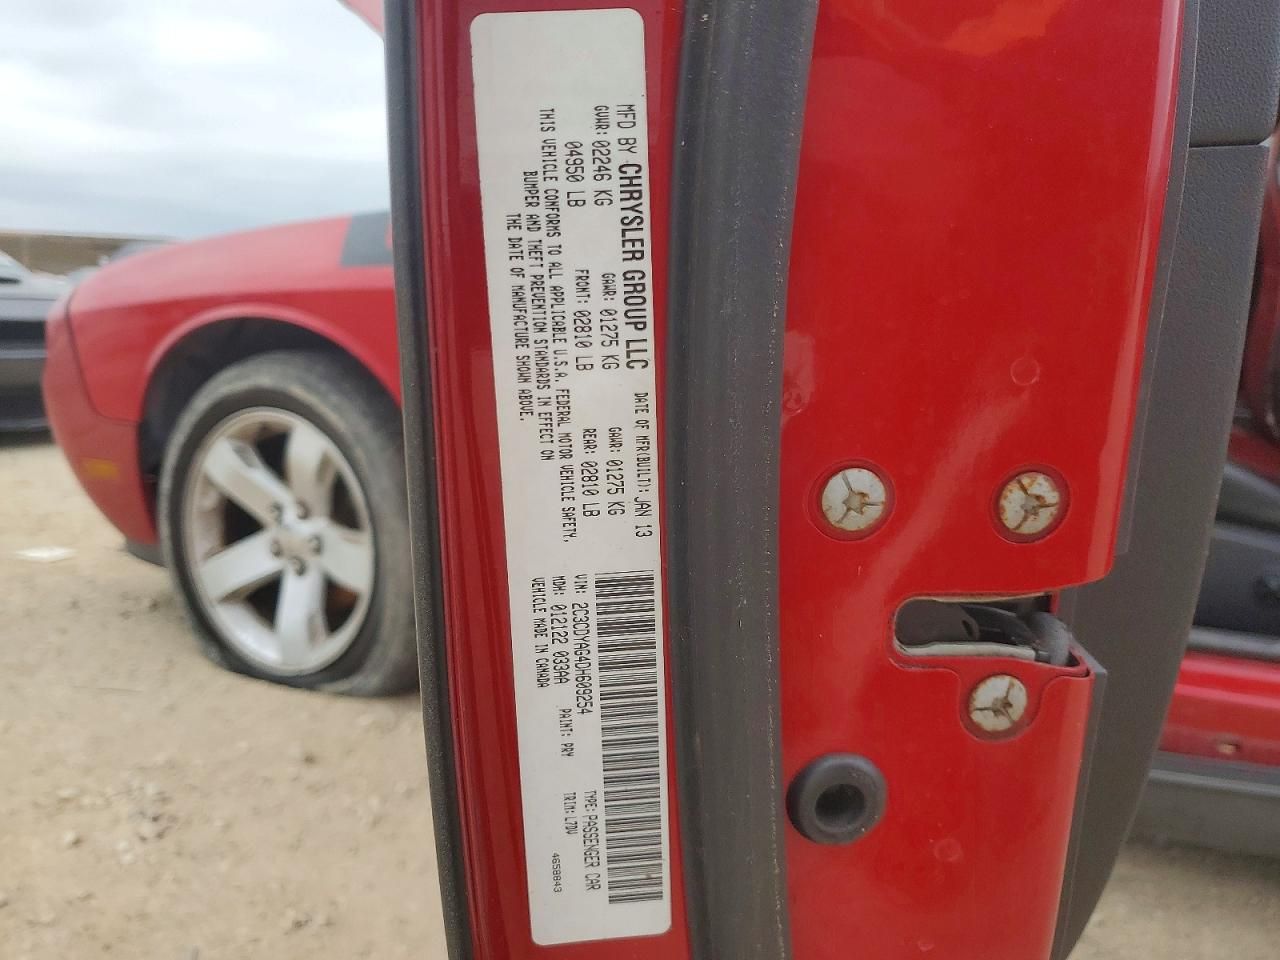 MFD BY CHRYSLER GROUP LLC DATE OF MFR(BUILT): JAN 13
GVWR: 02246 KG GAWR: 01275 KG GAWR: 01275 KG
04950 LB FRONT: 02810 LB REAR: 02810 LB
THIS VEHICLE CONFORMS TO ALL APPLICABLE U.S.A. FEDERAL MOTOR VEHICLE SAFETY,
BUMPER AND THEFT PREVENTION STANDARDS IN EFFECT ON
THE DATE OF MANUFACTURE SHOWN ABOVE.
VIN: 2C3CDYAG4DH609254 TYPE: PASSENGER CAR
MDH: 012122 033AA PAINT: PRY TRIM: L7DV
VEHICLE MADE IN CANADA 4658843